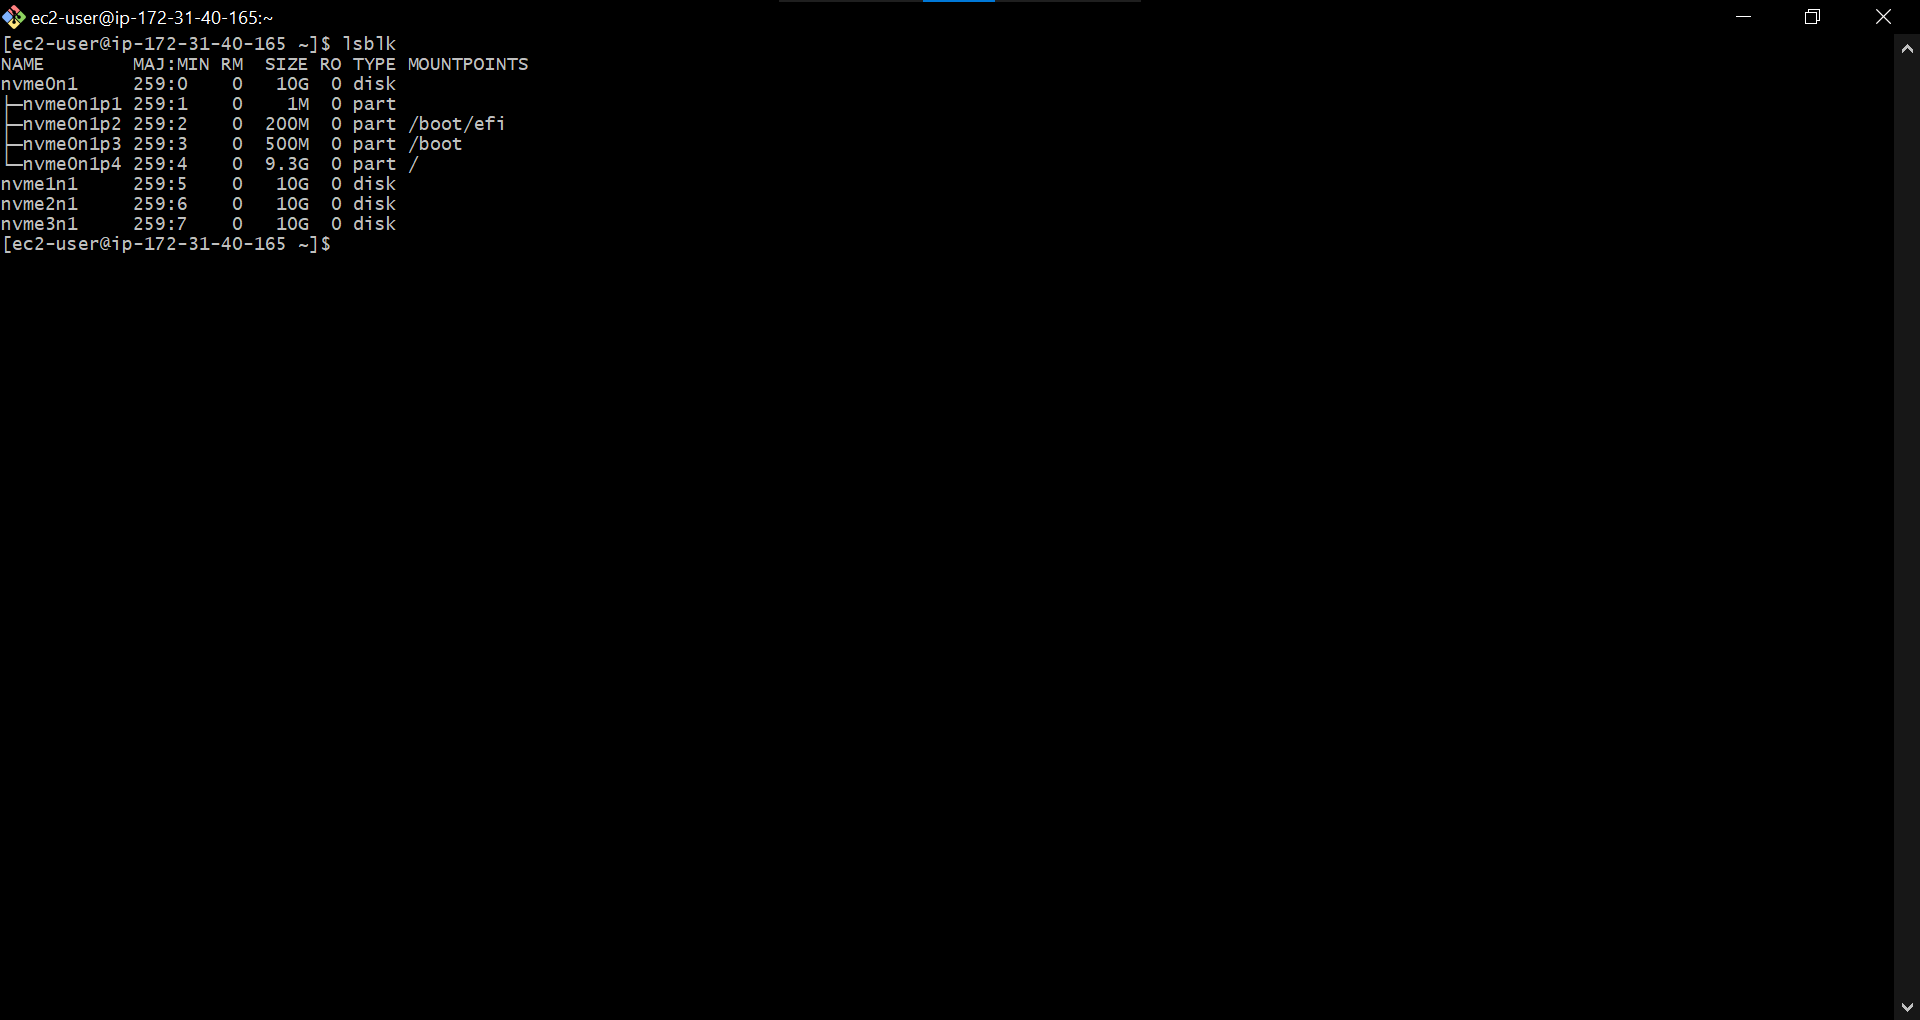 ec2-user@ip-172-31-40-165:~
[ec2-user@ip-172-31-40-165 ~]$ lsblk
NAME        MAJ:MIN RM  SIZE RO TYPE MOUNTPOINTS
nvme0n1     259:0    0   10G  0 disk
├─nvme0n1p1 259:1    0    1M  0 part
├─nvme0n1p2 259:2    0  200M  0 part /boot/efi
├─nvme0n1p3 259:3    0  500M  0 part /boot
└─nvme0n1p4 259:4    0  9.3G  0 part /
nvme1n1     259:5    0   10G  0 disk
nvme2n1     259:6    0   10G  0 disk
nvme3n1     259:7    0   10G  0 disk
[ec2-user@ip-172-31-40-165 ~]$